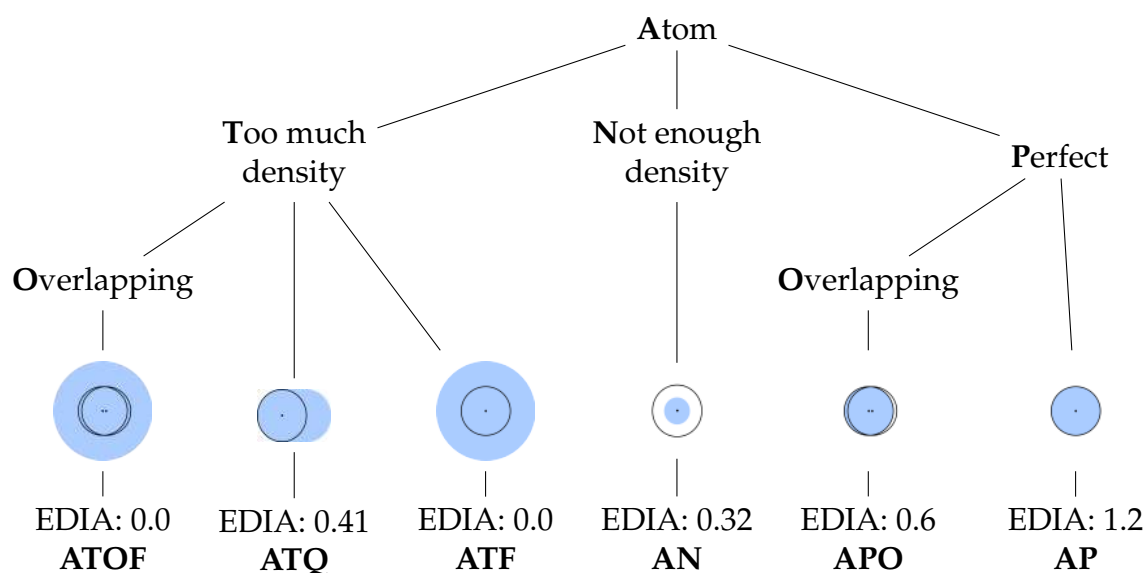 Atom
Too much
density
Not enough
density
Perfect
Overlapping
Overlapping
EDIA: 0.0
ATOF
EDIA: 0.41
ATQ
EDIA: 0.0
ATF
EDIA: 0.32
AN
EDIA: 0.6
APO
EDIA: 1.2
AP